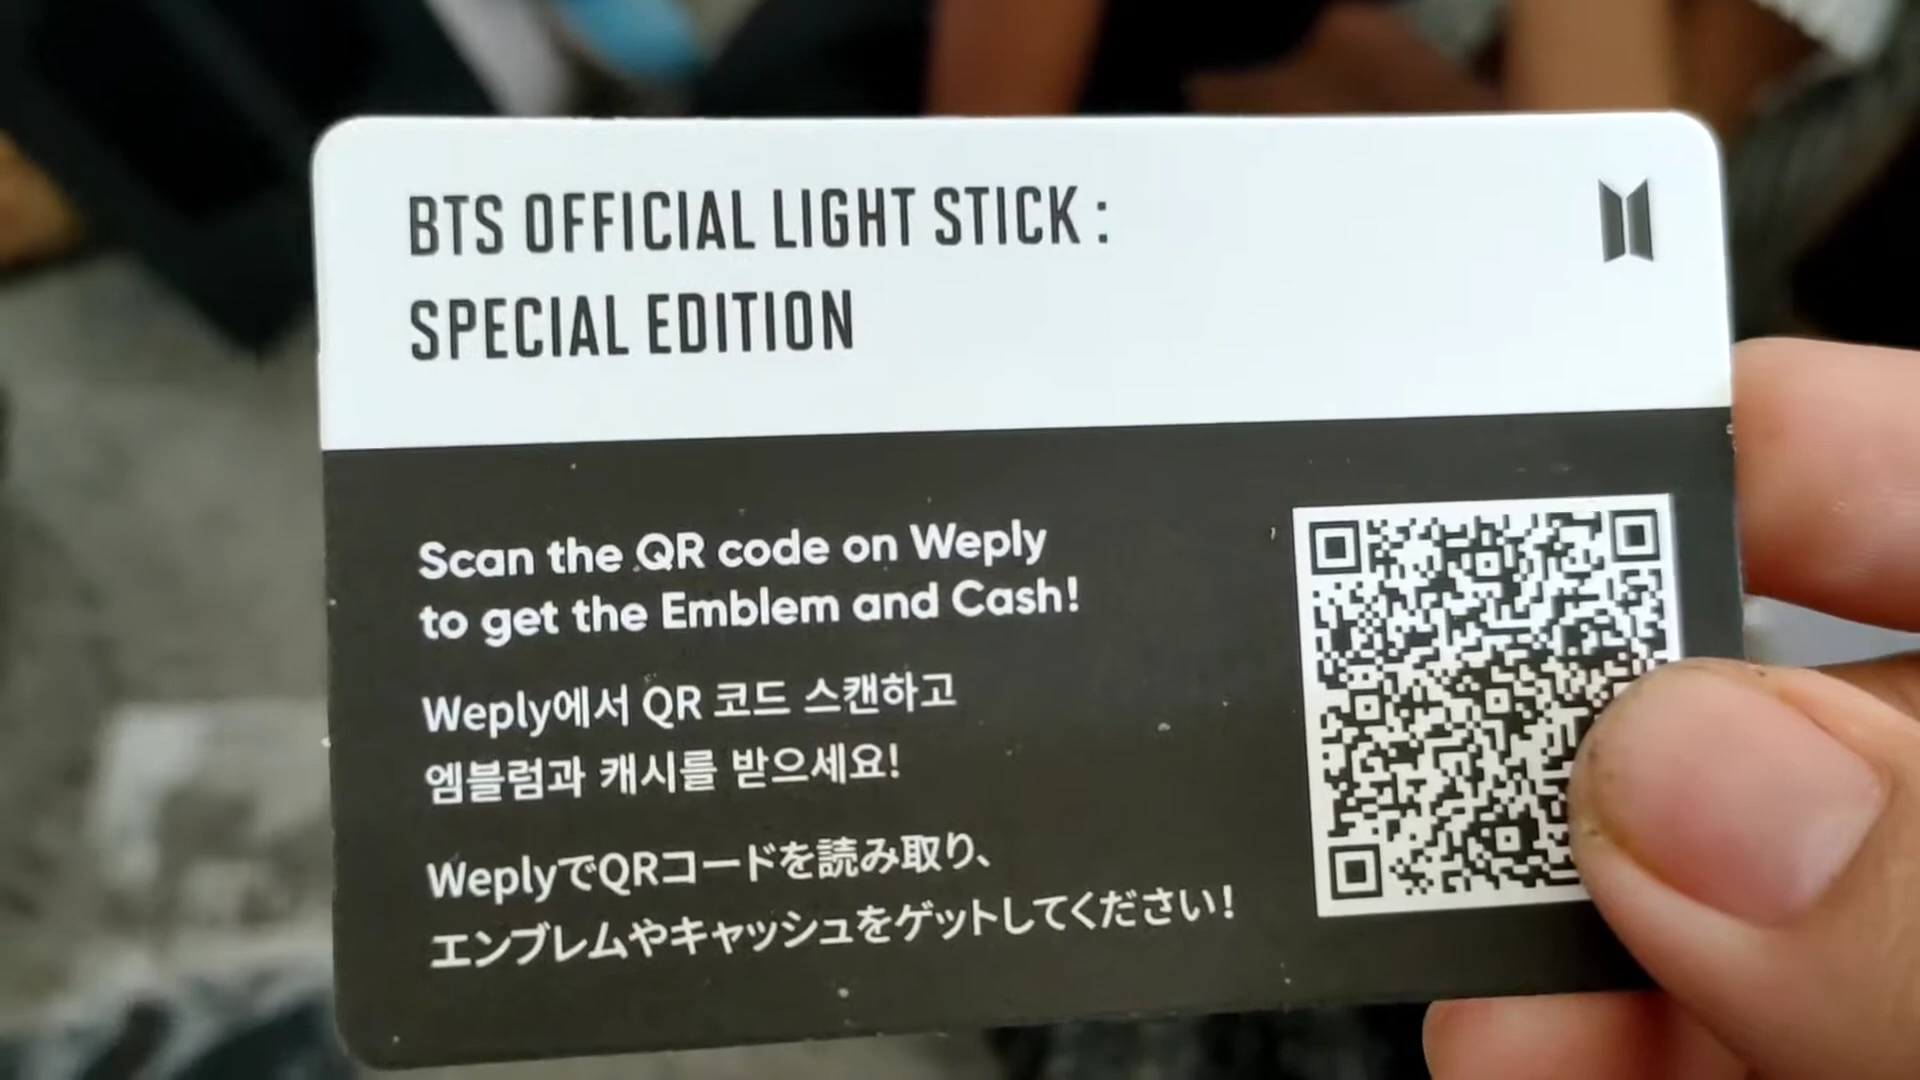 BTS OFFICIAL LIGHT STICK :
SPECIAL EDITION
Scan the QR code on Weply
to get the Emblem and Cash!
Weply에서 QR 코드 스캔하고
엠블럼과 캐시를 받으세요!
WeplyでQRコードを読み取り、
エンブレムやキャッシュをゲットしてください!